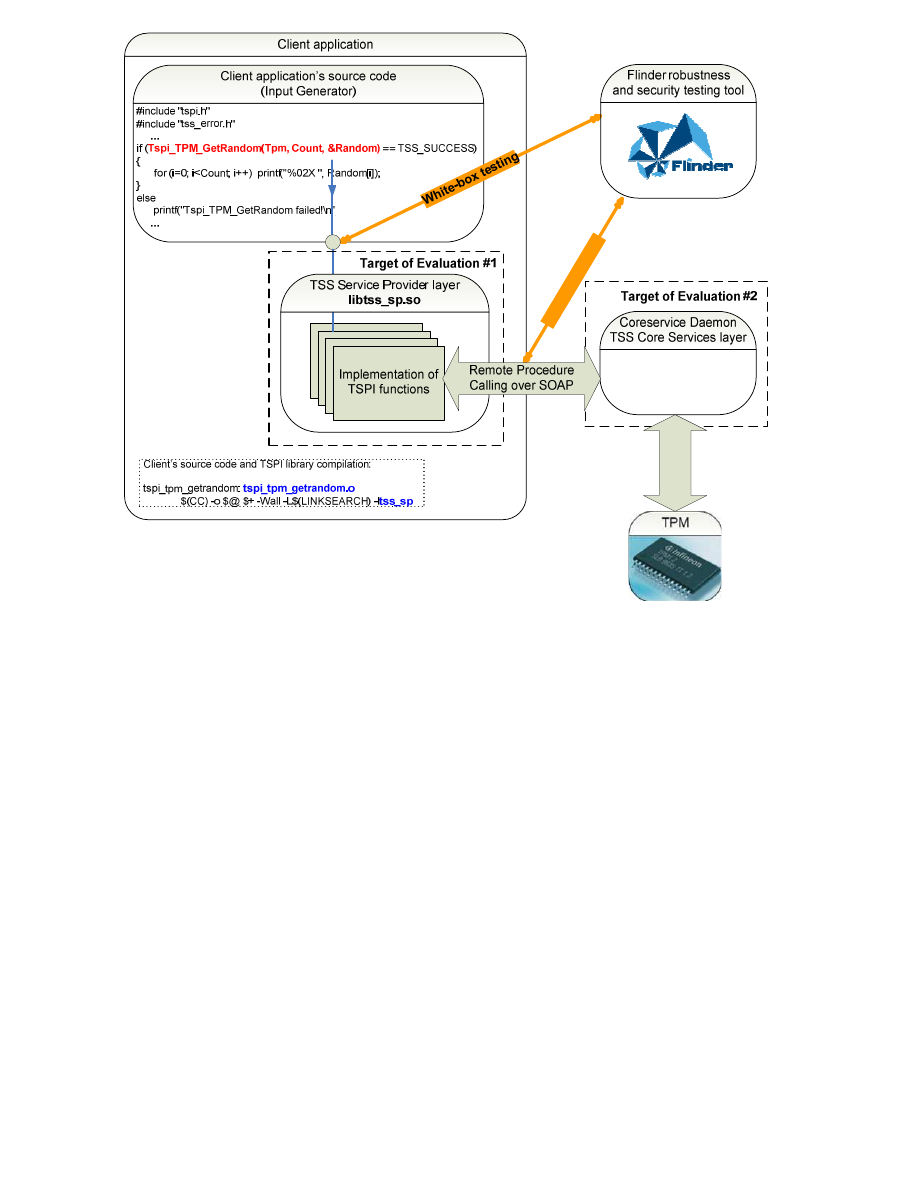 Client application
Client application's source code
(Input Generator)
#include "tspi.h"
#include "tss_error.h"
...
if (Tspi_TPM_GetRandom(Tpm, Count, &Random) == TSS_SUCCESS)
{
for (i=0; i<Count; i++) printf("%02X ", Random[i]);
}
else
printf("Tspi_TPM_GetRandom failed!\n"
...
Flinder robustness
and security testing tool
Flinder
White-box testing
Target of Evaluation #1
TSS Service Provider layer
libtss_sp.so
Implementation of
TSPI functions
Remote Procedure
Calling over SOAP
Target of Evaluation #2
Coreservice Daemon
TSS Core Services layer
Client's source code and TSPI library compilation:
tspi_tpm_getrandom: tspi_tpm_getrandom.o
$(CC) -o $@ $+ -Wall -L$(LINKSEARCH) -ltss_sp
TPM
Infineon